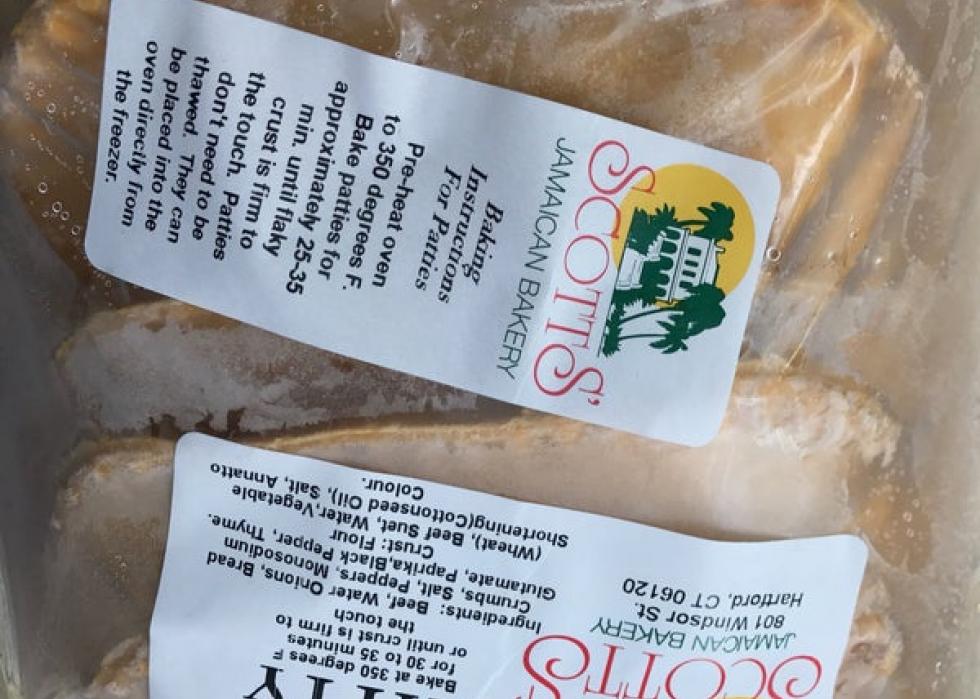 SCOTTS'
JAMAICAN BAKERY
Baking
Instructions
For Patties
Pre-heat oven
to 350 degrees F.
Bake patties for
approximately 25-35
min. until flaky
crust is firm to
the touch. Patties
don't need to be
thawed. They can
be placed into the
oven directly from
the freezer.
SCOTTS'
JAMAICAN BAKERY
801 Windsor St.
Hartford, CT 06120
Bake at 350 degrees F
for 30 to 35 minutes
or until crust is firm to
the touch
Ingredients: Beef, Water, Onions, Bread
Crumbs, Salt, Peppers, Monosodium
Glutamate, Paprika,Black Pepper, Thyme.
Crust: Flour
(Wheat), Beef Suet, Water,Vegetable
Shortening(Cottonseed Oil), Salt, Annatto
Colour.